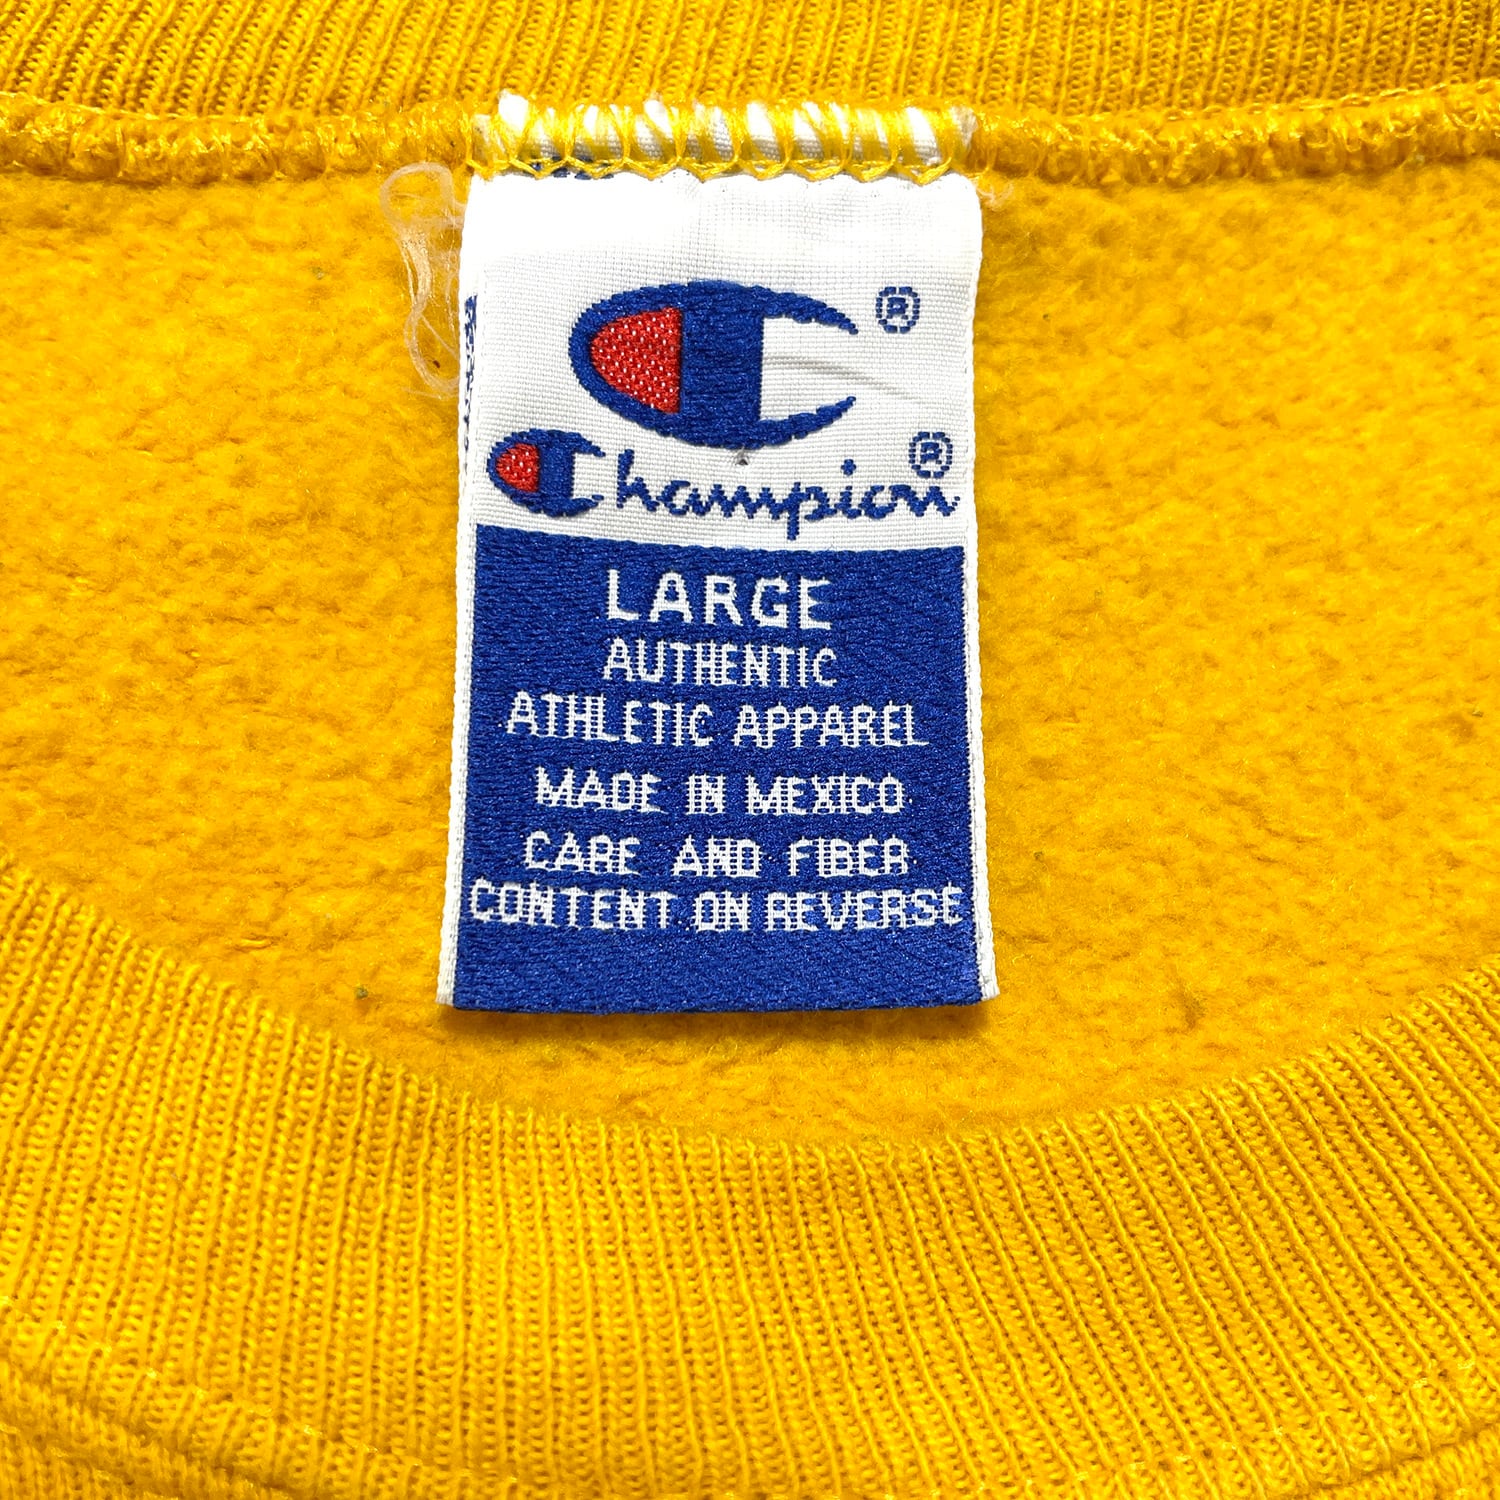 ®
Champion®
LARGE
AUTHENTIC
ATHLETIC APPAREL
MADE IN MEXICO
CARE AND FIBER
CONTENT ON REVERSE